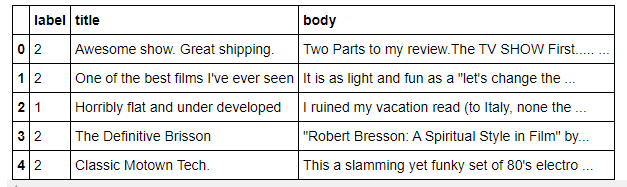 label title body
0 2 Awesome show. Great shipping. Two Parts to my review.The TV SHOW First..... ...
1 2 One of the best films I've ever seen It is as light and fun as a "let's change the ...
2 1 Horribly flat and under developed I ruined my vacation read (to Italy, none the ...
3 2 The Definitive Brisson "Robert Bresson: A Spiritual Style in Film" by...
4 2 Classic Motown Tech. This a slamming yet funky set of 80's electro ...